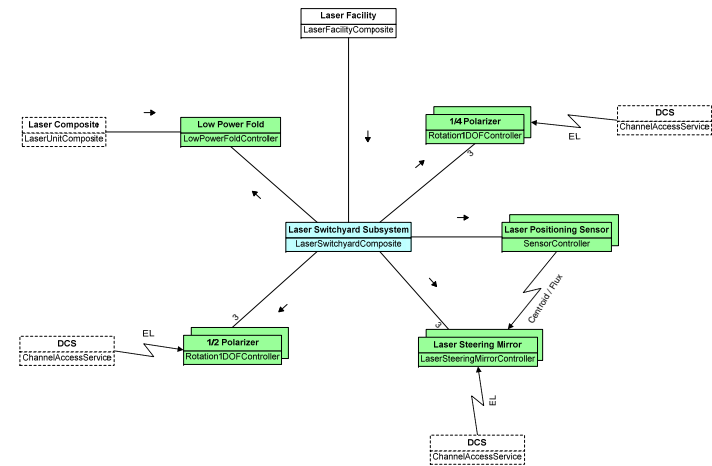 Laser Facility
LaserFacilityComposite
Laser Composite
LaserUnitComposite
Low Power Fold
LowPowerFoldController
1/4 Polarizer
Rotation1DOFController
3
EL
DCS
ChannelAccessService
Laser Switchyard Subsystem
LaserSwitchyardComposite
Laser Positioning Sensor
SensorController
Centroid / Flux
3
EL
DCS
ChannelAccessService
1/2 Polarizer
Rotation1DOFController
3
Laser Steering Mirror
LaserSteeringMirrorController
EL
DCS
ChannelAccessService